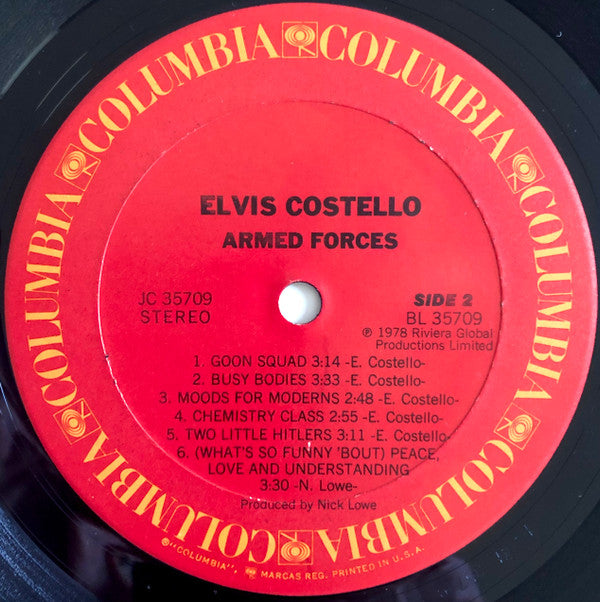 COLUMBIA COLUMBIA COLUMBIA COLUMBIA COLUMBIA COLUMBIA
ELVIS COSTELLO
ARMED FORCES
JC 35709
STEREO
SIDE 2
BL 35709
℗ 1978 Riviera Global
Productions Limited
1. GOON SQUAD 3:14 -E. Costello-
2. BUSY BODIES 3:33 -E. Costello-
3. MOODS FOR MODERNS 2:48 -E. Costello-
4. CHEMISTRY CLASS 2:55 -E. Costello-
5. TWO LITTLE HITLERS 3:11 -E. Costello-
6. (WHAT'S SO FUNNY 'BOUT) PEACE,
LOVE AND UNDERSTANDING
3:30 -N. Lowe-
Produced by Nick Lowe
®"COLUMBIA", MARCAS REG. PRINTED IN U.S.A.